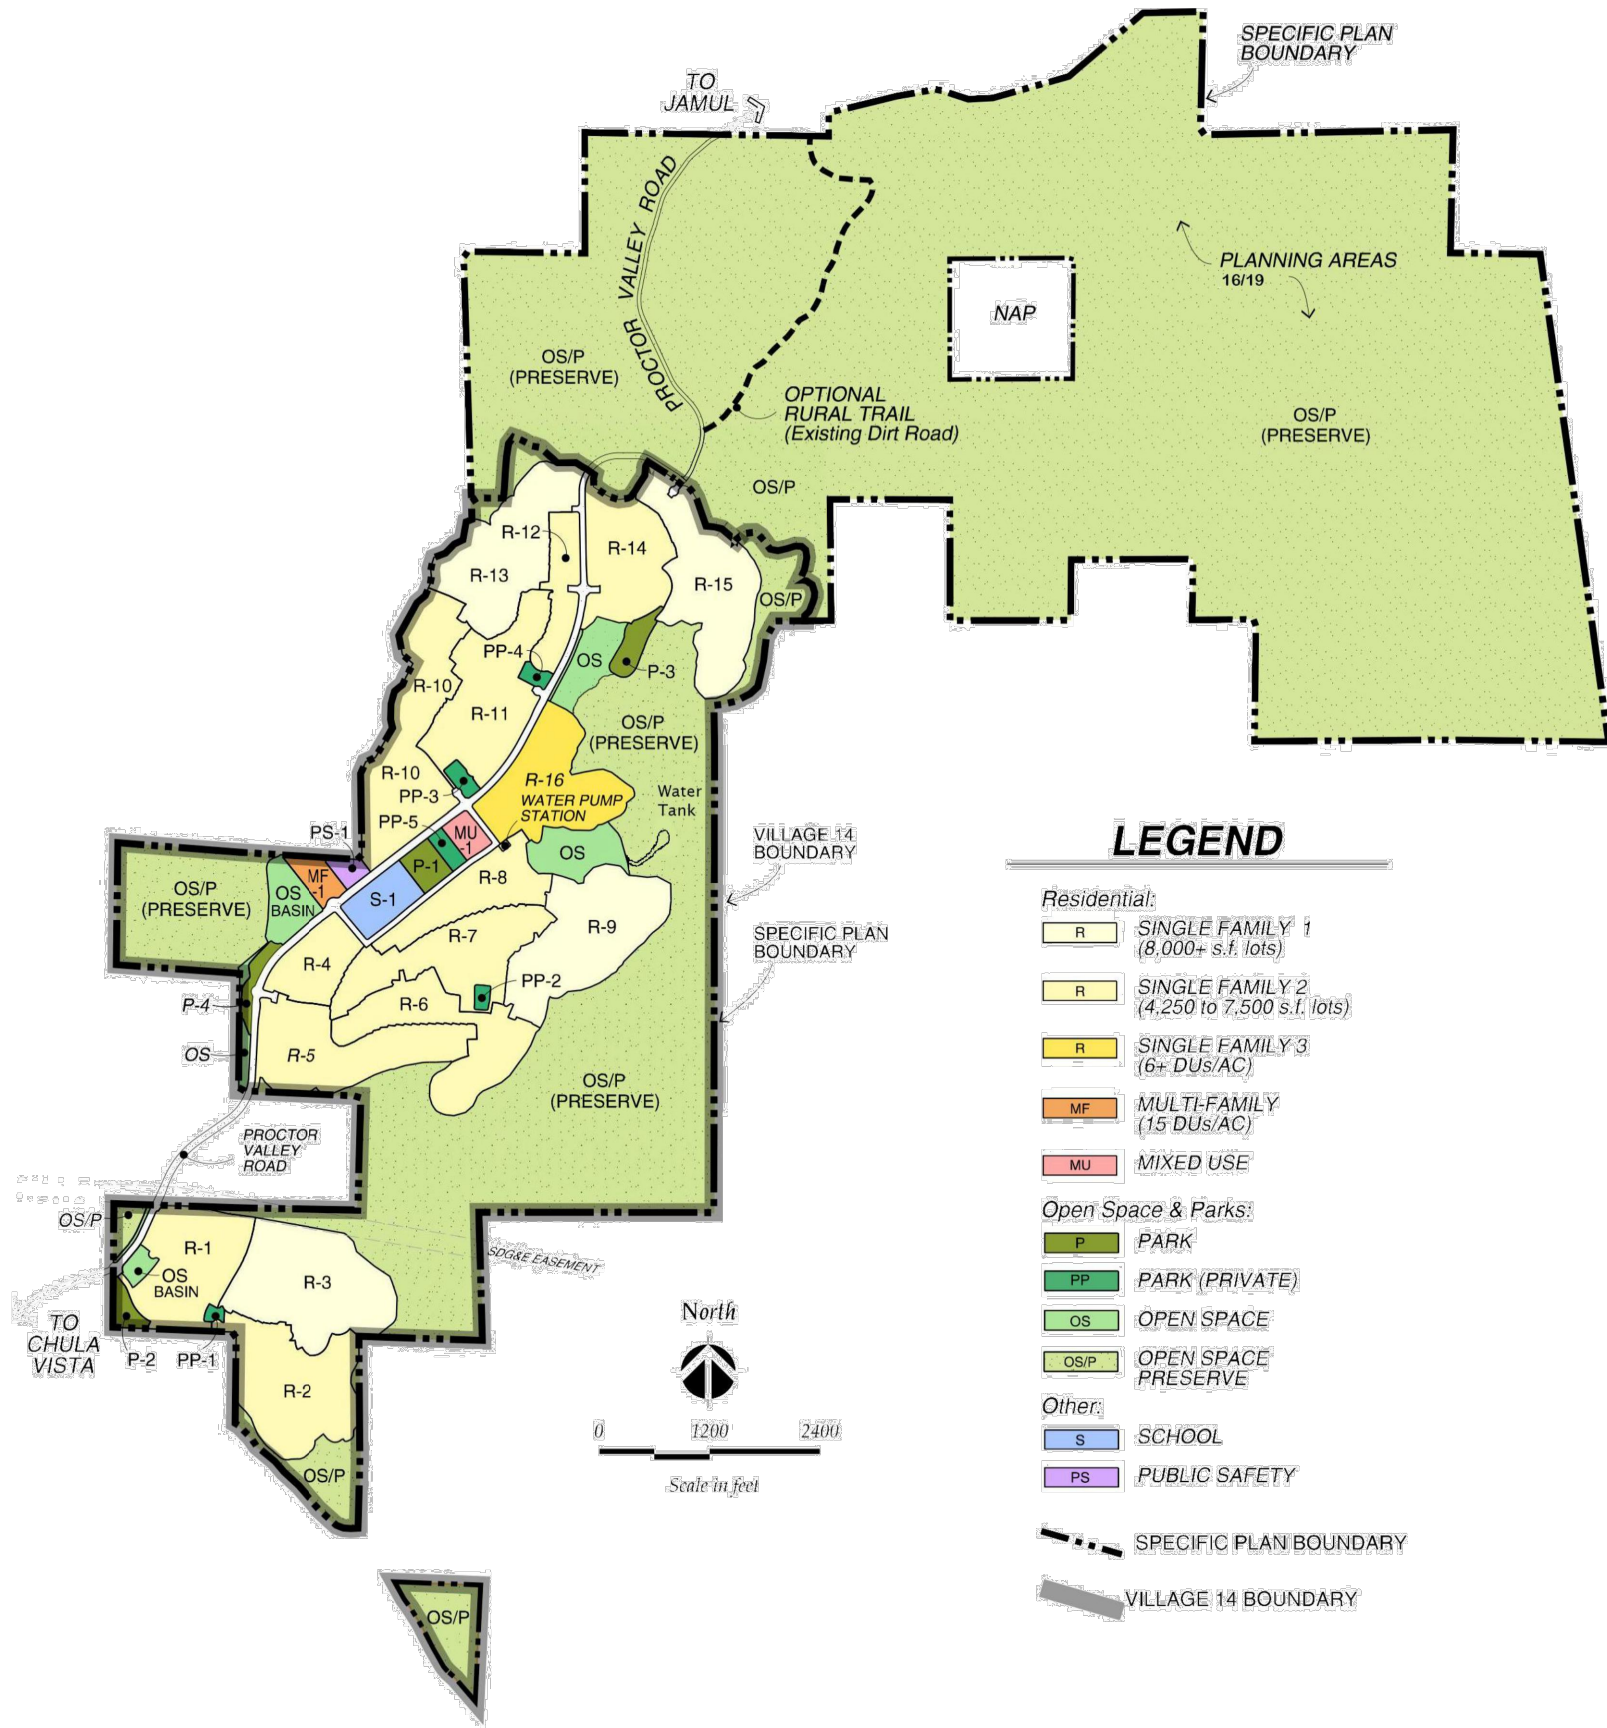 SPECIFIC PLAN
BOUNDARY
TO
JAMUL
PROCTOR VALLEY ROAD
PLANNING AREAS
16/19
NAP
OS/P
(PRESERVE)
OPTIONAL
RURAL TRAIL
(Existing Dirt Road)
OS/P
(PRESERVE)
OS/P
R-12
R-14
R-13
R-15
OS/P
PP-4
OS
P-3
R-10
R-11
OS/P
(PRESERVE)
R-10
R-16
PP-3
WATER PUMP
STATION
Water
Tank
PP-5
MU
-1
PS-1
VILLAGE 14
BOUNDARY
OS
P-1
MF
-1
R-8
OS/P
(PRESERVE)
OS
BASIN
S-1
R-9
R-7
SPECIFIC PLAN
BOUNDARY
R-4
PP-2
P-4
R-6
OS
R-5
OS/P
(PRESERVE)
PROCTOR
VALLEY
ROAD
OS/P
R-1
SDG&E EASEMENT
OS
BASIN
R-3
TO
CHULA
VISTA
P-2
PP-1
R-2
OS/P
OS/P
North
0 1200 2400
Scale in feet
LEGEND
Residential:
R SINGLE FAMILY 1
(8,000+ s.f. lots)
R SINGLE FAMILY 2
(4,250 to 7,500 s.f. lots)
R SINGLE FAMILY 3
(6+ DUs/AC)
MF MULTI-FAMILY
(15 DUs/AC)
MU MIXED USE
Open Space & Parks:
P PARK
PP PARK (PRIVATE)
OS OPEN SPACE
OS/P OPEN SPACE
PRESERVE
Other:
S SCHOOL
PS PUBLIC SAFETY
SPECIFIC PLAN BOUNDARY
VILLAGE 14 BOUNDARY